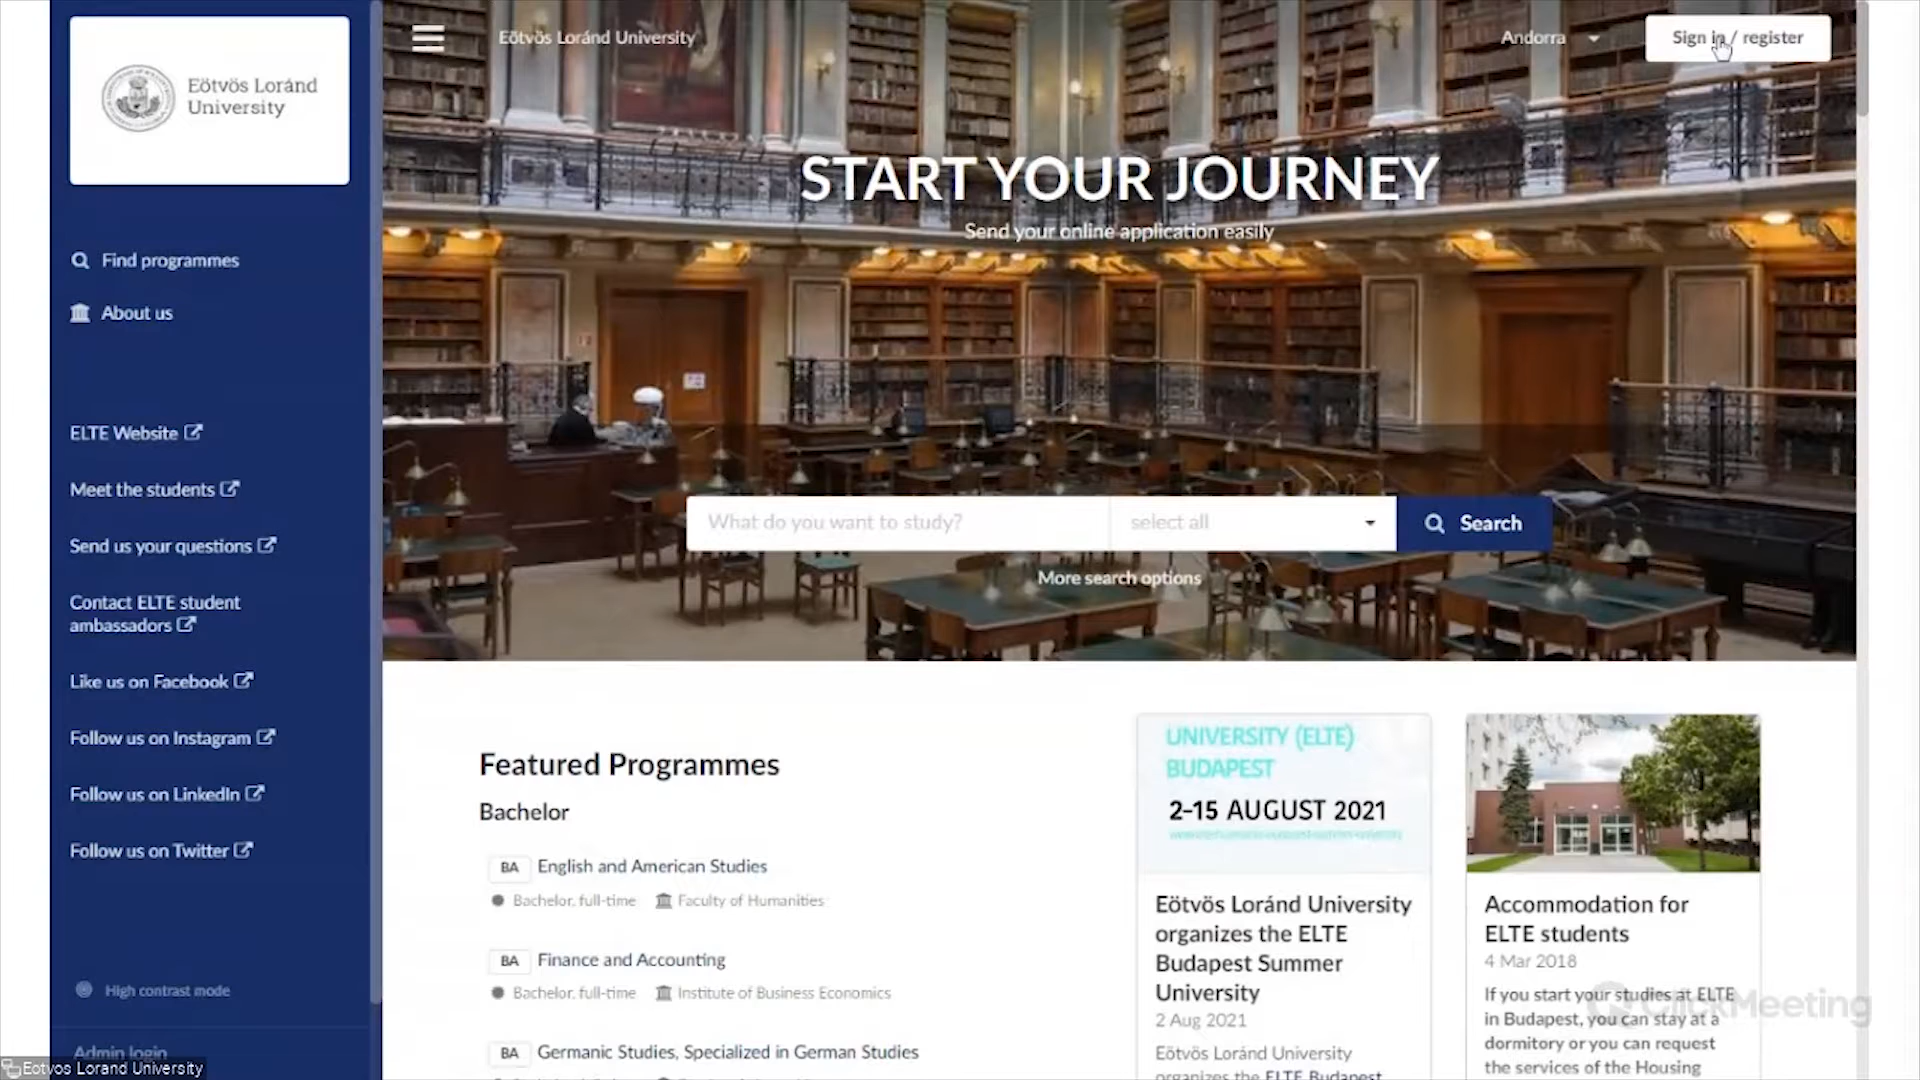 Eötvös Loránd
University
Find programmes
About us
ELTE Website
Meet the students
Send us your questions
Contact ELTE student
ambassadors
Like us on Facebook
Follow us on Instagram
Follow us on LinkedIn
Follow us on Twitter
High contrast mode
Admin login
Eotvos Lorand University
Eötvös Loránd University
Andorra
Sign in / register
START YOUR JOURNEY
Send your online application easily
What do you want to study?
select all
Search
More search options
Featured Programmes
Bachelor
BA English and American Studies
Bachelor, full-time Faculty of Humanities
BA Finance and Accounting
Bachelor, full-time Institute of Business Economics
BA Germanic Studies, Specialized in German Studies
UNIVERSITY (ELTE)
BUDAPEST
2-15 AUGUST 2021
Eötvös Loránd University
organizes the ELTE
Budapest Summer
University
2 Aug 2021
Eötvös Loránd University
organizes the ELTE Budapest
Accommodation for
ELTE students
4 Mar 2018
If you start your studies at ELTE
in Budapest, you can stay at a
dormitory or you can request
the services of the Housing
ClickMeeting